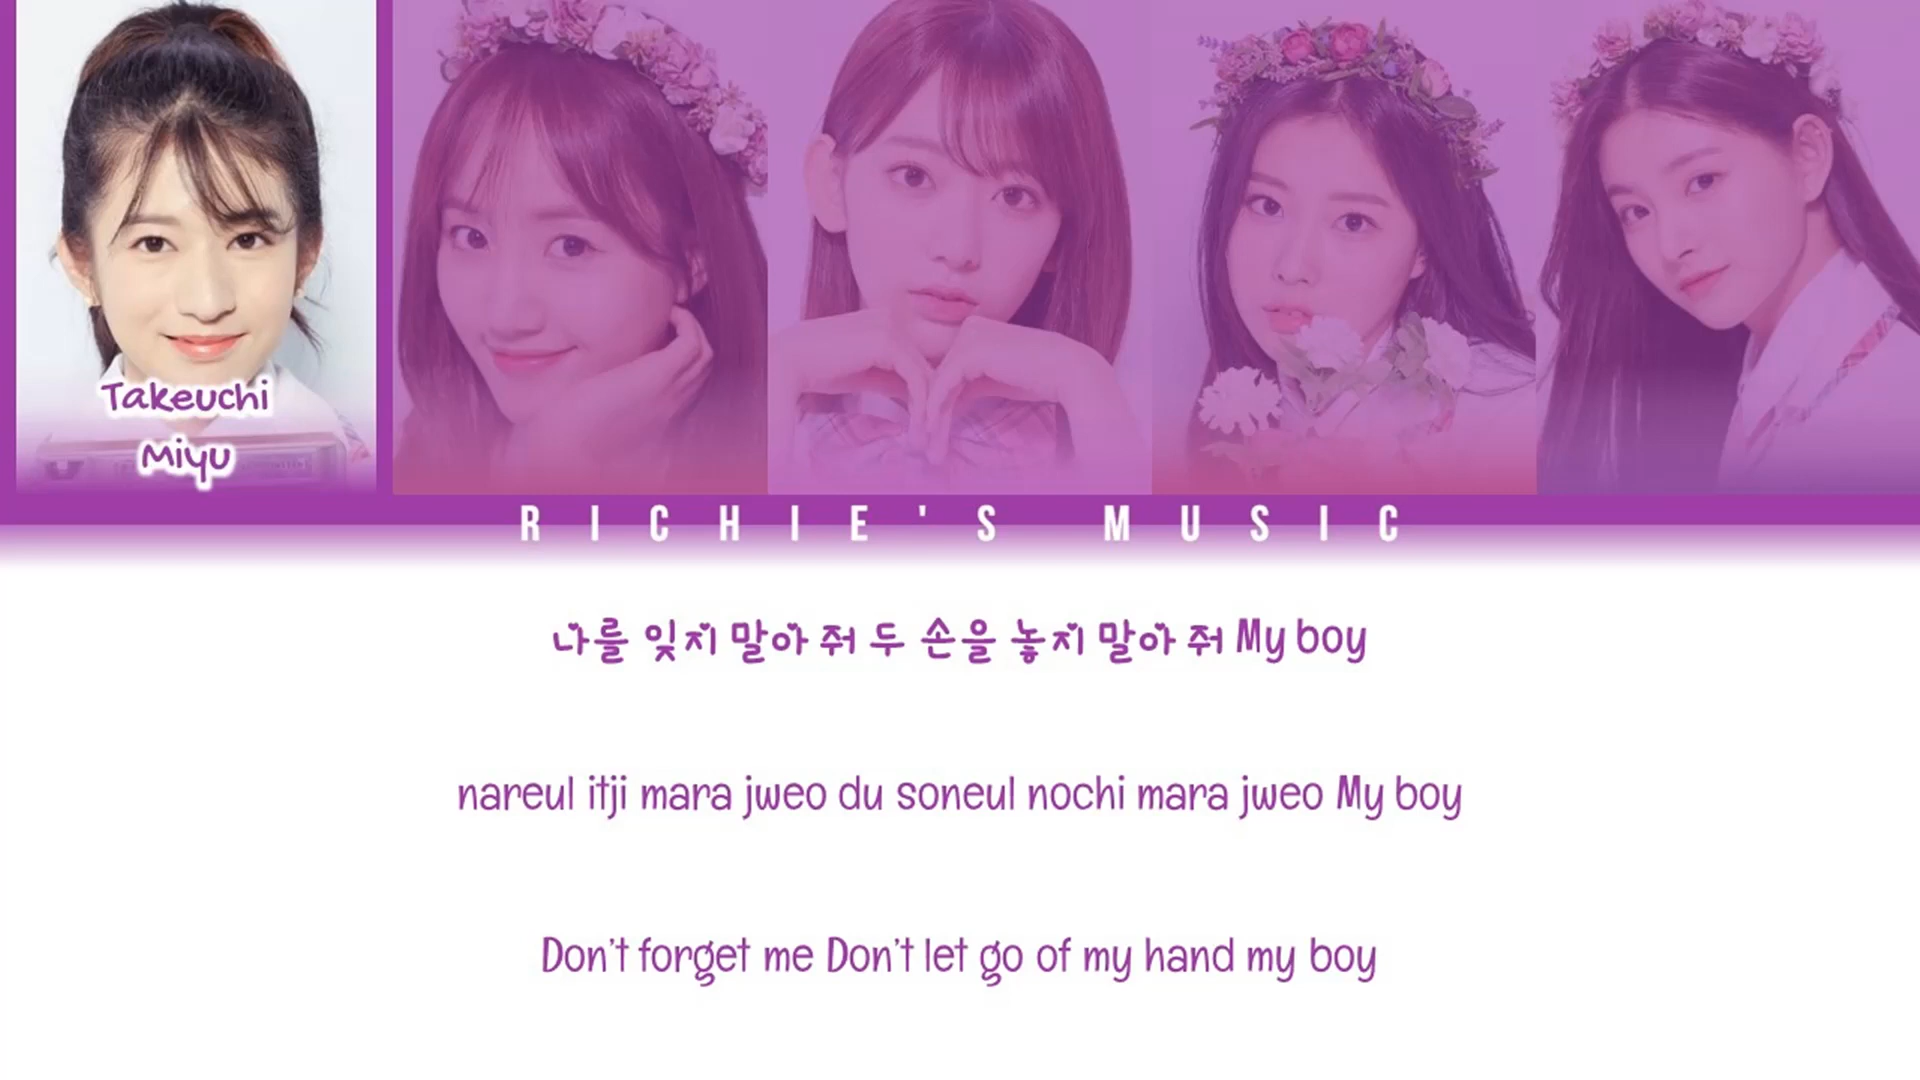 Takeuchi
Miyu
RICHIE'S MUSIC
나를 잊지 말아 줘 두 손을 놓지 말아 줘 My boy
nareul itji mara jweo du soneul nochi mara jweo My boy
Don't forget me Don't let go of my hand my boy